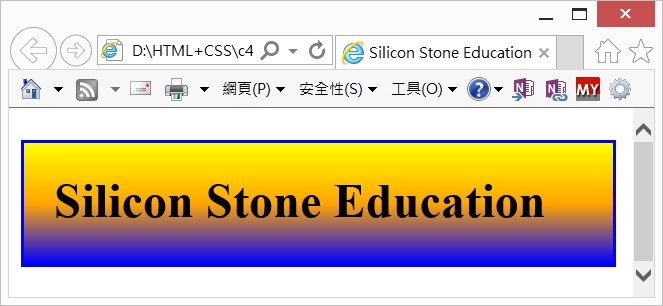 D:\HTML+CSS\c4
Silicon Stone Education
網頁(P) 安全性(S) 工具(O) MY
Silicon Stone Education